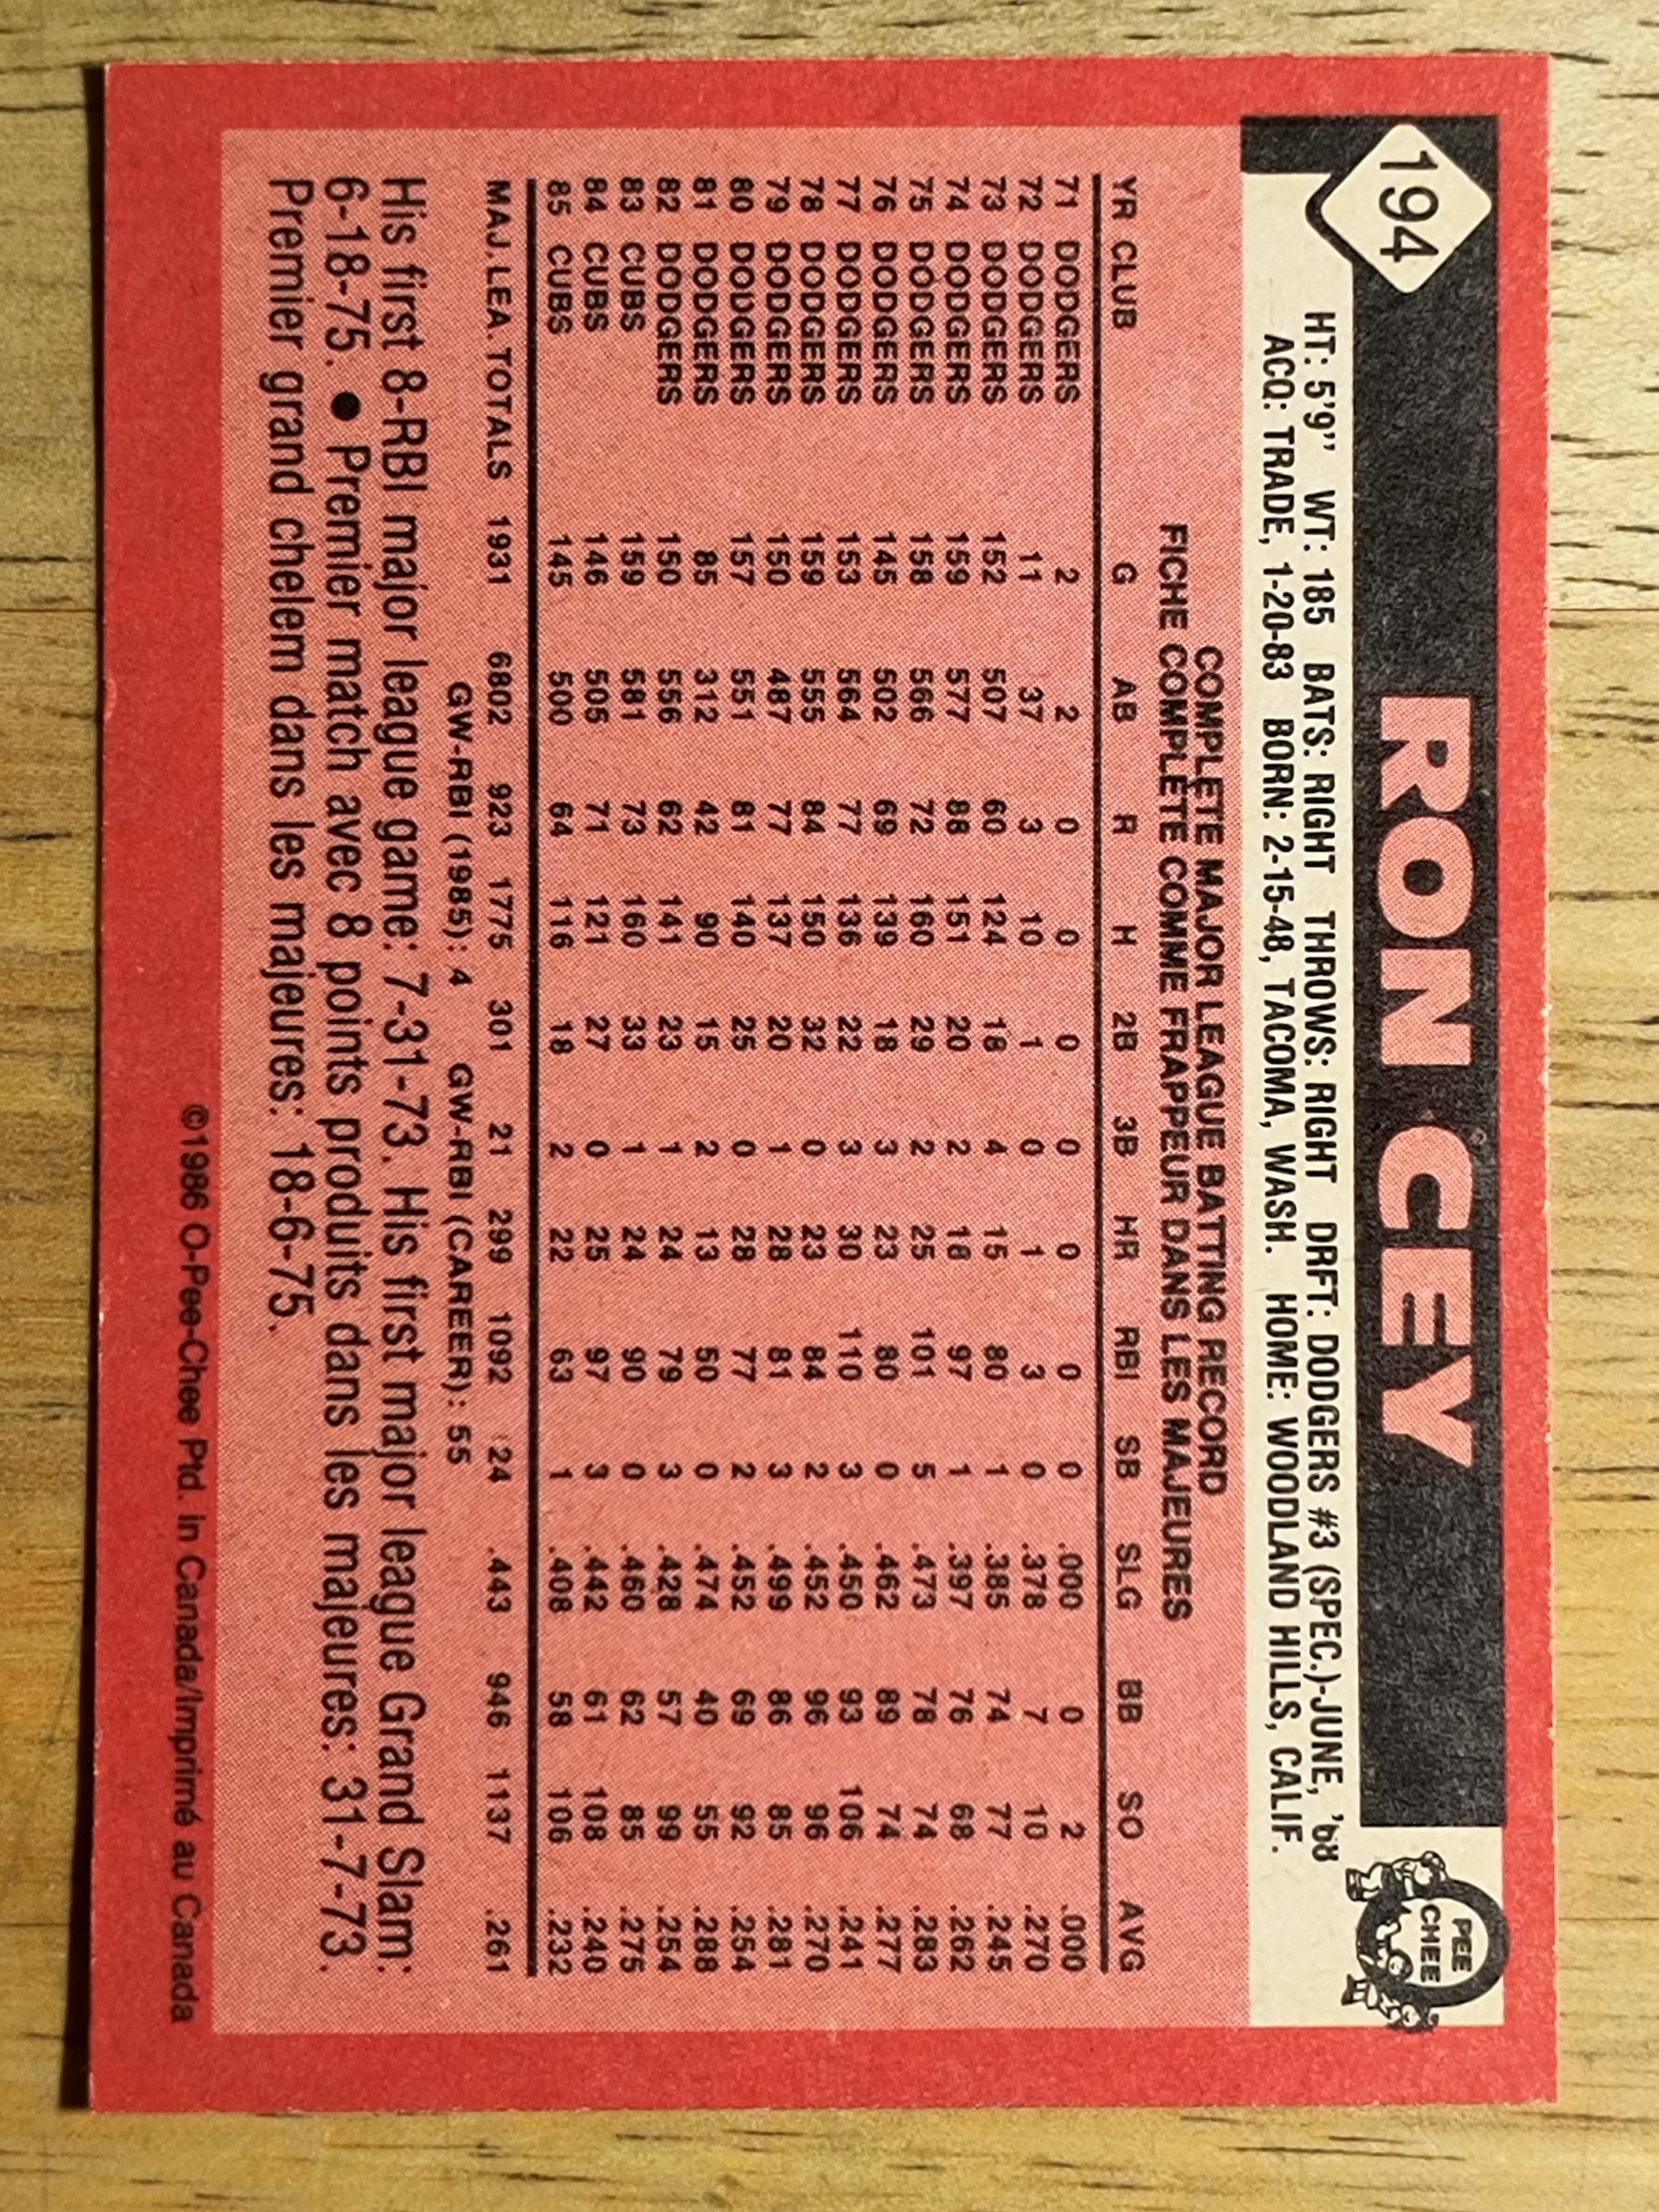 194
RON CEY
PEE
CHEE
HT: 5'9" WT: 185 BATS: RIGHT THROWS: RIGHT DRFT: DODGERS #3 (SPEC.)-JUNE, '68
ACQ: TRADE, 1-20-83 BORN: 2-15-48, TACOMA, WASH. HOME: WOODLAND HILLS, CALIF.
COMPLETE MAJOR LEAGUE BATTING RECORD
FICHE COMPLÈTE COMME FRAPPEUR DANS LES MAJEURES
YR CLUB G AB R H 2B 3B HR RBI SB SLG BB SO AVG
71 DODGERS 2 2 0 0 0 0 0 0 0 .000 0 2 .000
72 DODGERS 11 37 3 10 1 0 1 3 0 .378 7 10 .270
73 DODGERS 152 507 60 124 18 4 15 80 1 .385 74 77 .245
74 DODGERS 159 577 88 151 20 2 18 97 1 .397 76 68 .262
75 DODGERS 158 566 72 160 29 2 25 101 5 .473 78 74 .283
76 DODGERS 145 502 69 139 18 3 23 80 0 .462 89 74 .277
77 DODGERS 153 564 77 136 22 3 30 110 3 .450 93 106 .241
78 DODGERS 159 555 84 150 32 0 23 84 2 .452 96 96 .270
79 DODGERS 150 487 77 137 20 1 28 81 3 .499 86 85 .281
80 DODGERS 157 551 81 140 25 0 28 77 2 .452 69 92 .254
81 DODGERS 85 312 42 90 15 2 13 50 0 .474 40 55 .288
82 DODGERS 150 556 62 141 23 1 24 79 3 .428 57 99 .254
83 CUBS 159 581 73 160 33 1 24 90 0 .460 62 85 .275
84 CUBS 146 505 71 121 27 0 25 97 3 .442 61 108 .240
85 CUBS 145 500 64 116 18 2 22 63 1 .408 58 106 .232
MAJ. LEA. TOTALS 1931 6802 923 1775 301 21 299 1092 24 .443 946 1137 .261
GW-RBI (1985): 4 GW-RBI (CAREER): 55
His first 8-RBI major league game: 7-31-73. His first major league Grand Slam:
6-18-75. ● Premier match avec 8 points produits dans les majeures: 31-7-73.
Premier grand chelem dans les majeures: 18-6-75.
©1986 O-Pee-Chee Ptd. in Canada/Imprimé au Canada